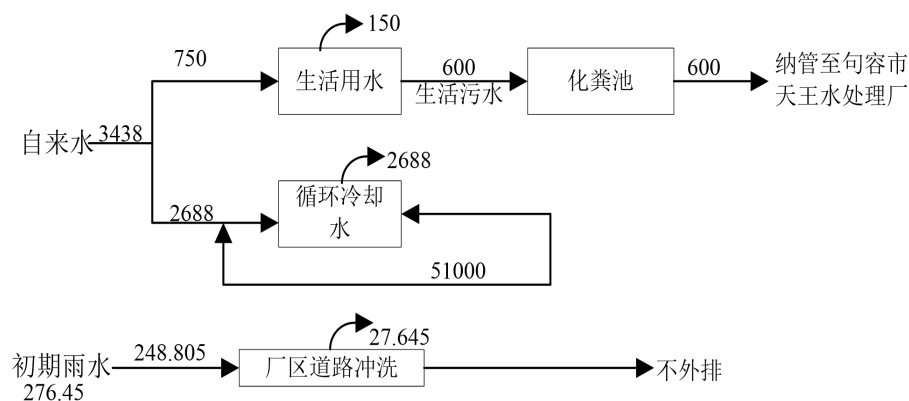 150
750
生活用水
600
生活污水
化粪池
600
纳管至句容市
天王水处理厂
自来水
3438
2688
循环冷却
水
2688
51000
初期雨水
276.45
248.805
27.645
厂区道路冲洗
不外排